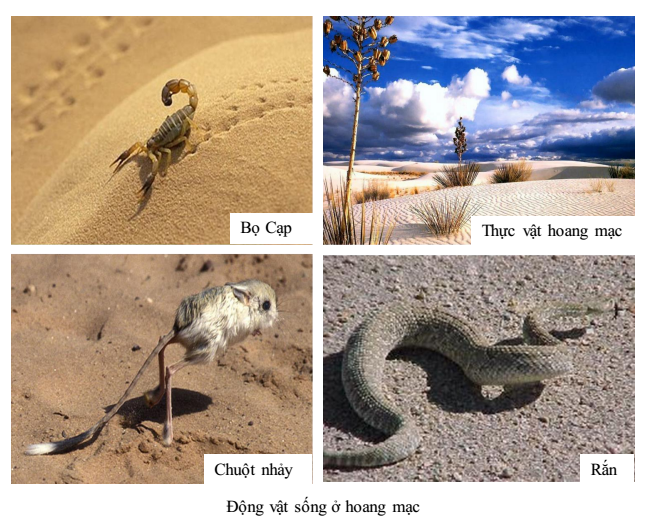 Bọ Cạp
Thực vật hoang mạc
Chuột nhảy
Rắn
Động vật sống ở hoang mạc